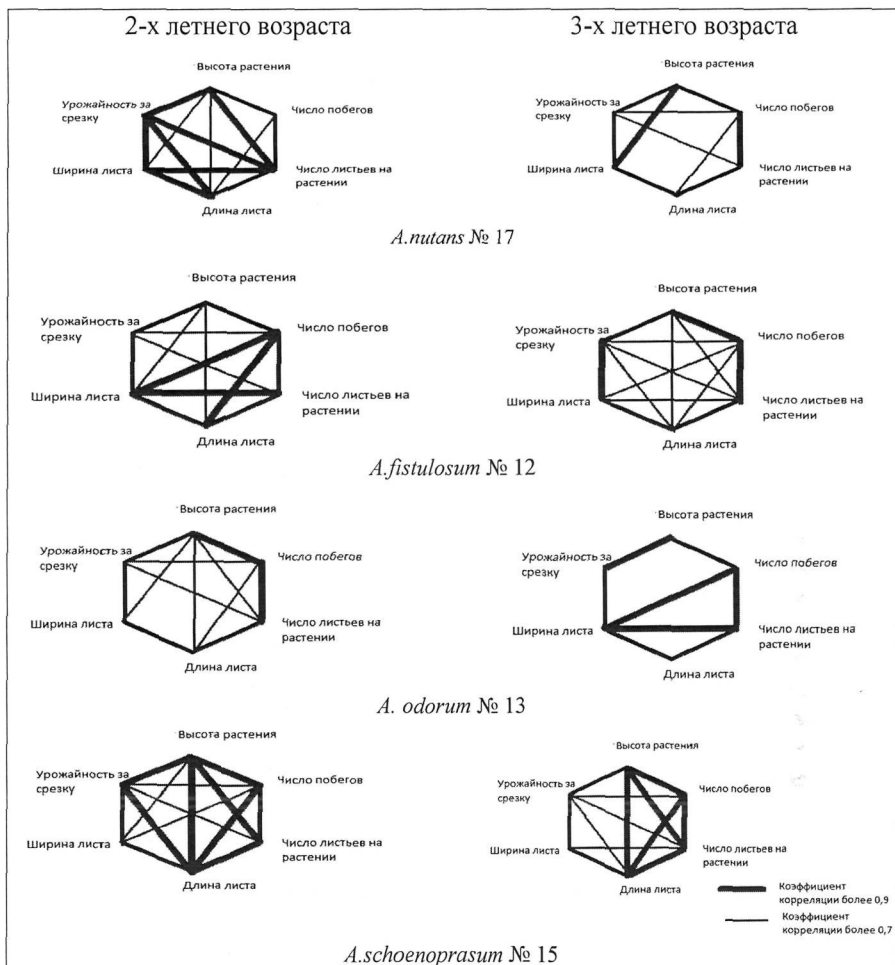 2-х летнего возраста
3-х летнего возраста
Высота растения
Урожайность за
срезку
Число побегов
Ширина листа
Число листьев на
растении
Длина листа
Высота растения
Урожайность за
срезку
Число побегов
Ширина листа
Число листьев на
растении
Длина листа
A.nutans № 17
Высота растения
Урожайность за
срезку
Число побегов
Ширина листа
Число листьев на
растении
Длина листа
Высота растения
Урожайность за
срезку
Число побегов
Ширина листа
Число листьев на
растении
Длина листа
A.fistulosum № 12
Высота растения
Урожайность за
срезку
Число побегов
Ширина листа
Число листьев на
растении
Длина листа
Высота растения
Урожайность за
срезку
Число побегов
Ширина листа
Число листьев на
растении
Длина листа
A. odorum № 13
Высота растения
Урожайность за
срезку
Число побегов
Ширина листа
Число листьев на
растении
Длина листа
Высота растения
Урожайность за
срезку
Число побегов
Ширина листа
Число листьев на
растении
Длина листа
Коэффициент
корреляции более 0,9
Коэффициент
корреляции более 0,7
A.schoenoprasum № 15